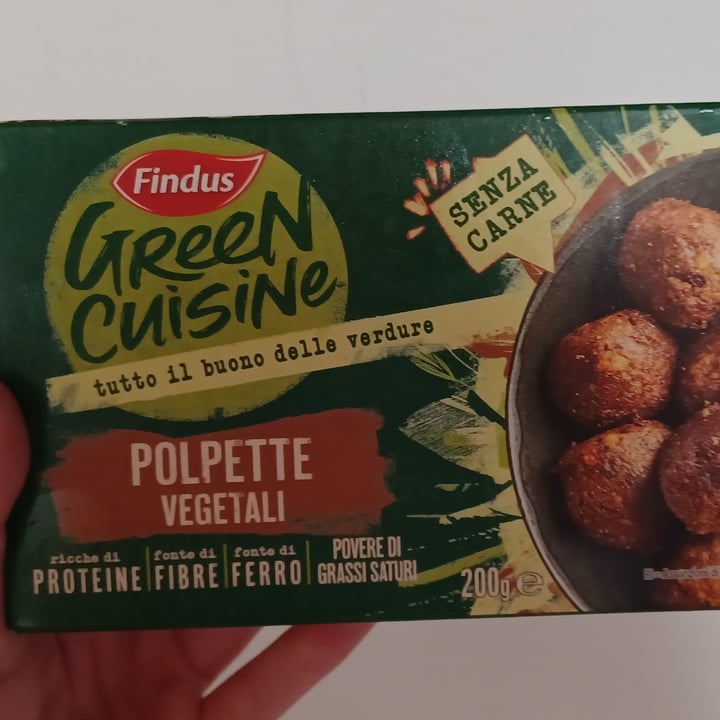 Findus
GREEN
CUISINE
tutto il buono delle verdure
SENZA
CARNE
POLPETTE
VEGETALI
ricche di
PROTEINE
fonte di
FIBRE
fonte di
FERRO
POVERE DI
GRASSI SATURI
200g e